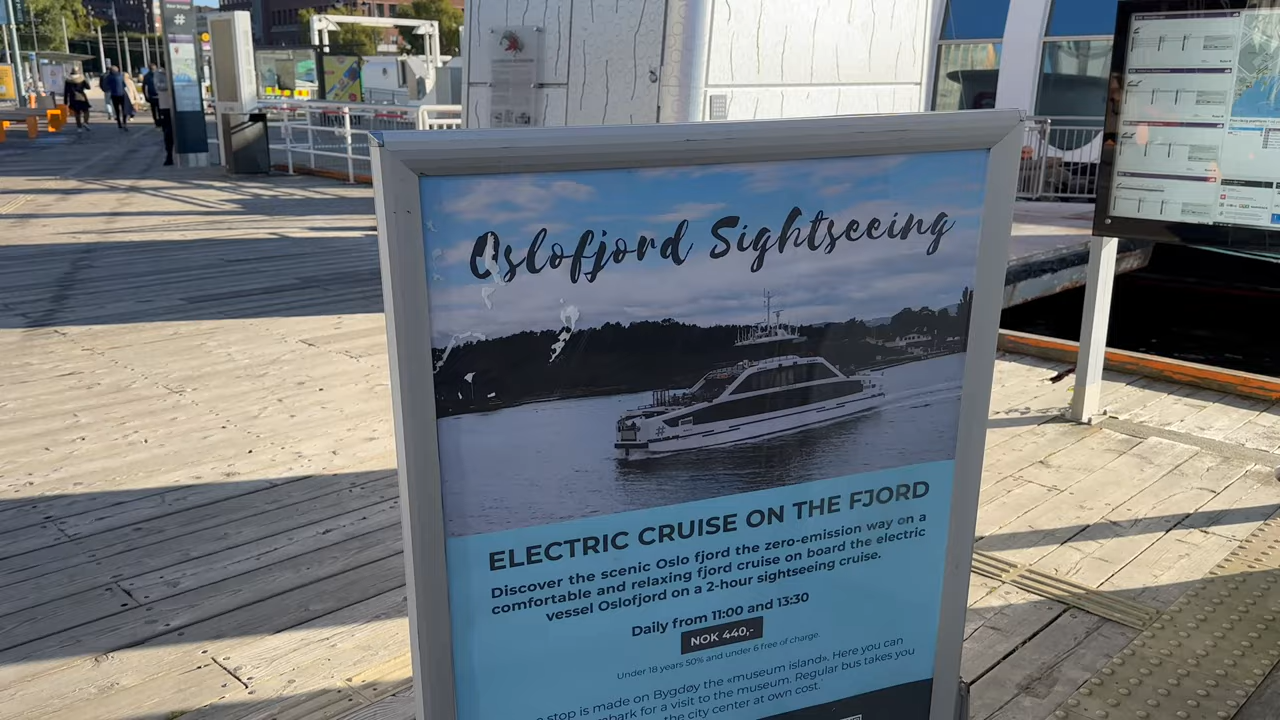 Oslofjord Sightseeing
ELECTRIC CRUISE ON THE FJORD
Discover the scenic Oslo fjord the zero-emission way on a
comfortable and relaxing fjord cruise on board the electric
vessel Oslofjord on a 2-hour sightseeing cruise.
Daily from 11:00 and 13:30
NOK 440,-
Under 18 years 50% and under 6 free of charge.
stop is made on Bygdøy the «museum island». Here you can
for a visit to the museum. Regular bus takes you
the city center at own cost.